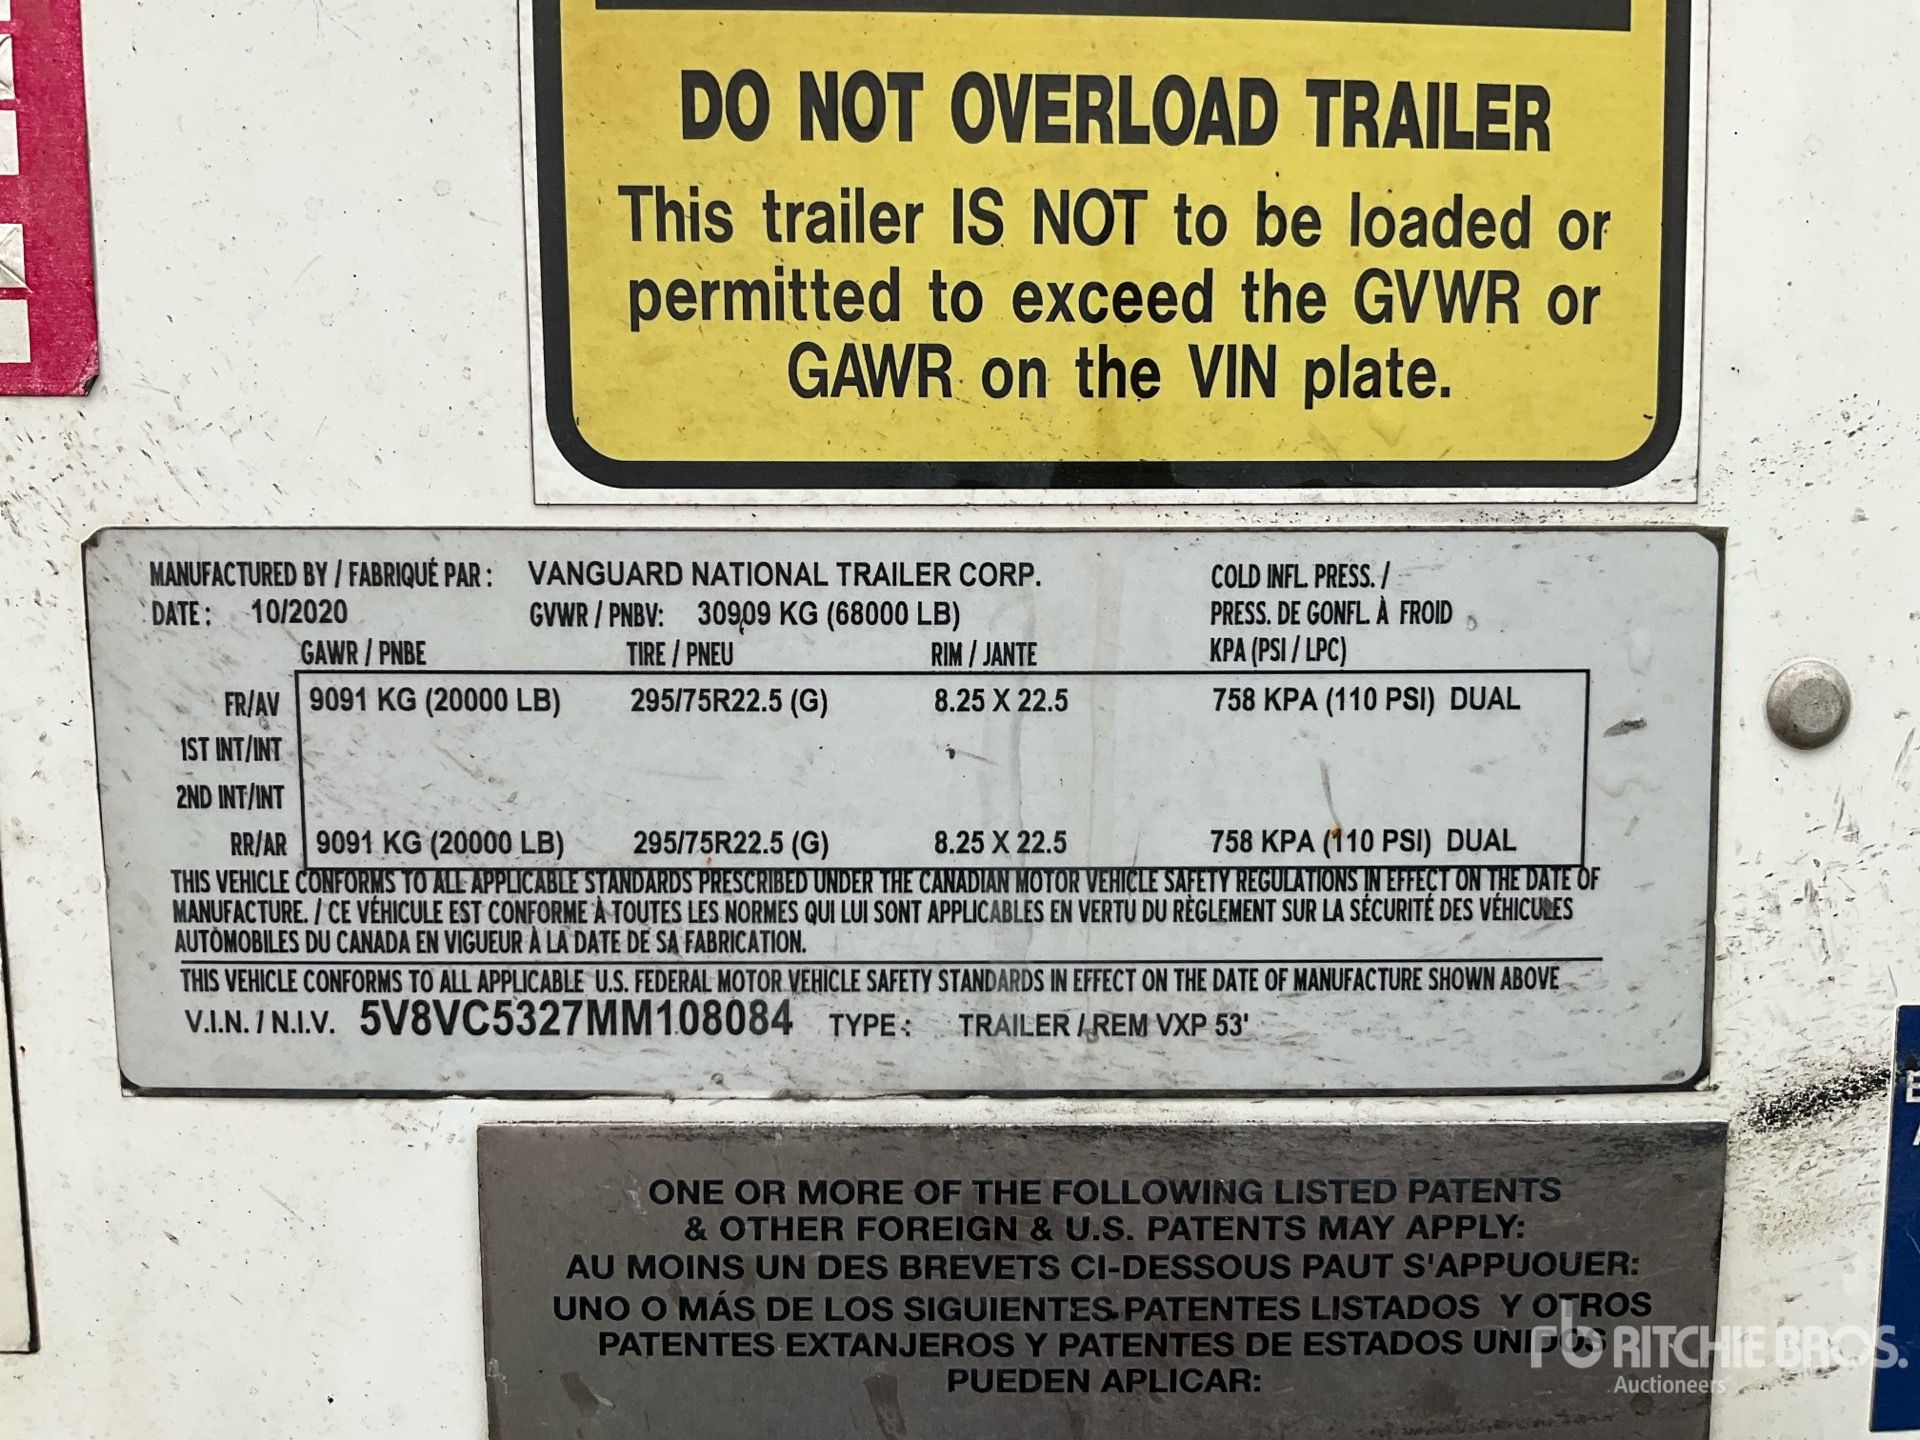 DO NOT OVERLOAD TRAILER
This trailer IS NOT to be loaded or
permitted to exceed the GVWR or
GAWR on the VIN plate.
MANUFACTURED BY / FABRIQUÉ PAR : VANGUARD NATIONAL TRAILER CORP. COLD INFL. PRESS. /
DATE : 10/2020 GVWR / PNBV: 30909 KG (68000 LB) PRESS. DE GONFL. À FROID
GAWR / PNBE TIRE / PNEU RIM / JANTE KPA (PSI / LPC)
FR/AV 9091 KG (20000 LB) 295/75R22.5 (G) 8.25 X 22.5 758 KPA (110 PSI) DUAL
1ST INT/INT
2ND INT/INT
RR/AR 9091 KG (20000 LB) 295/75R22.5 (G) 8.25 X 22.5 758 KPA (110 PSI) DUAL
THIS VEHICLE CONFORMS TO ALL APPLICABLE STANDARDS PRESCRIBED UNDER THE CANADIAN MOTOR VEHICLE SAFETY REGULATIONS IN EFFECT ON THE DATE OF
MANUFACTURE. / CE VÉHICULE EST CONFORME À TOUTES LES NORMES QUI LUI SONT APPLICABLES EN VERTU DU RÈGLEMENT SUR LA SÉCURITÉ DES VÉHICULES
AUTOMOBILES DU CANADA EN VIGUEUR À LA DATE DE SA FABRICATION.
THIS VEHICLE CONFORMS TO ALL APPLICABLE U.S. FEDERAL MOTOR VEHICLE SAFETY STANDARDS IN EFFECT ON THE DATE OF MANUFACTURE SHOWN ABOVE
V.I.N. / N.I.V. 5V8VC5327MM108084 TYPE : TRAILER / REM VXP 53'
ONE OR MORE OF THE FOLLOWING LISTED PATENTS
& OTHER FOREIGN & U.S. PATENTS MAY APPLY:
AU MOINS UN DES BREVETS CI-DESSOUS PAUT S'APPUOUER:
UNO O MÁS DE LOS SIGUIENTES PATENTES LISTADOS Y OTROS
PATENTES EXTANJEROS Y PATENTES DE ESTADOS UNIDOS
PUEDEN APLICAR:
rb RITCHIE BROS.
Auctioneers